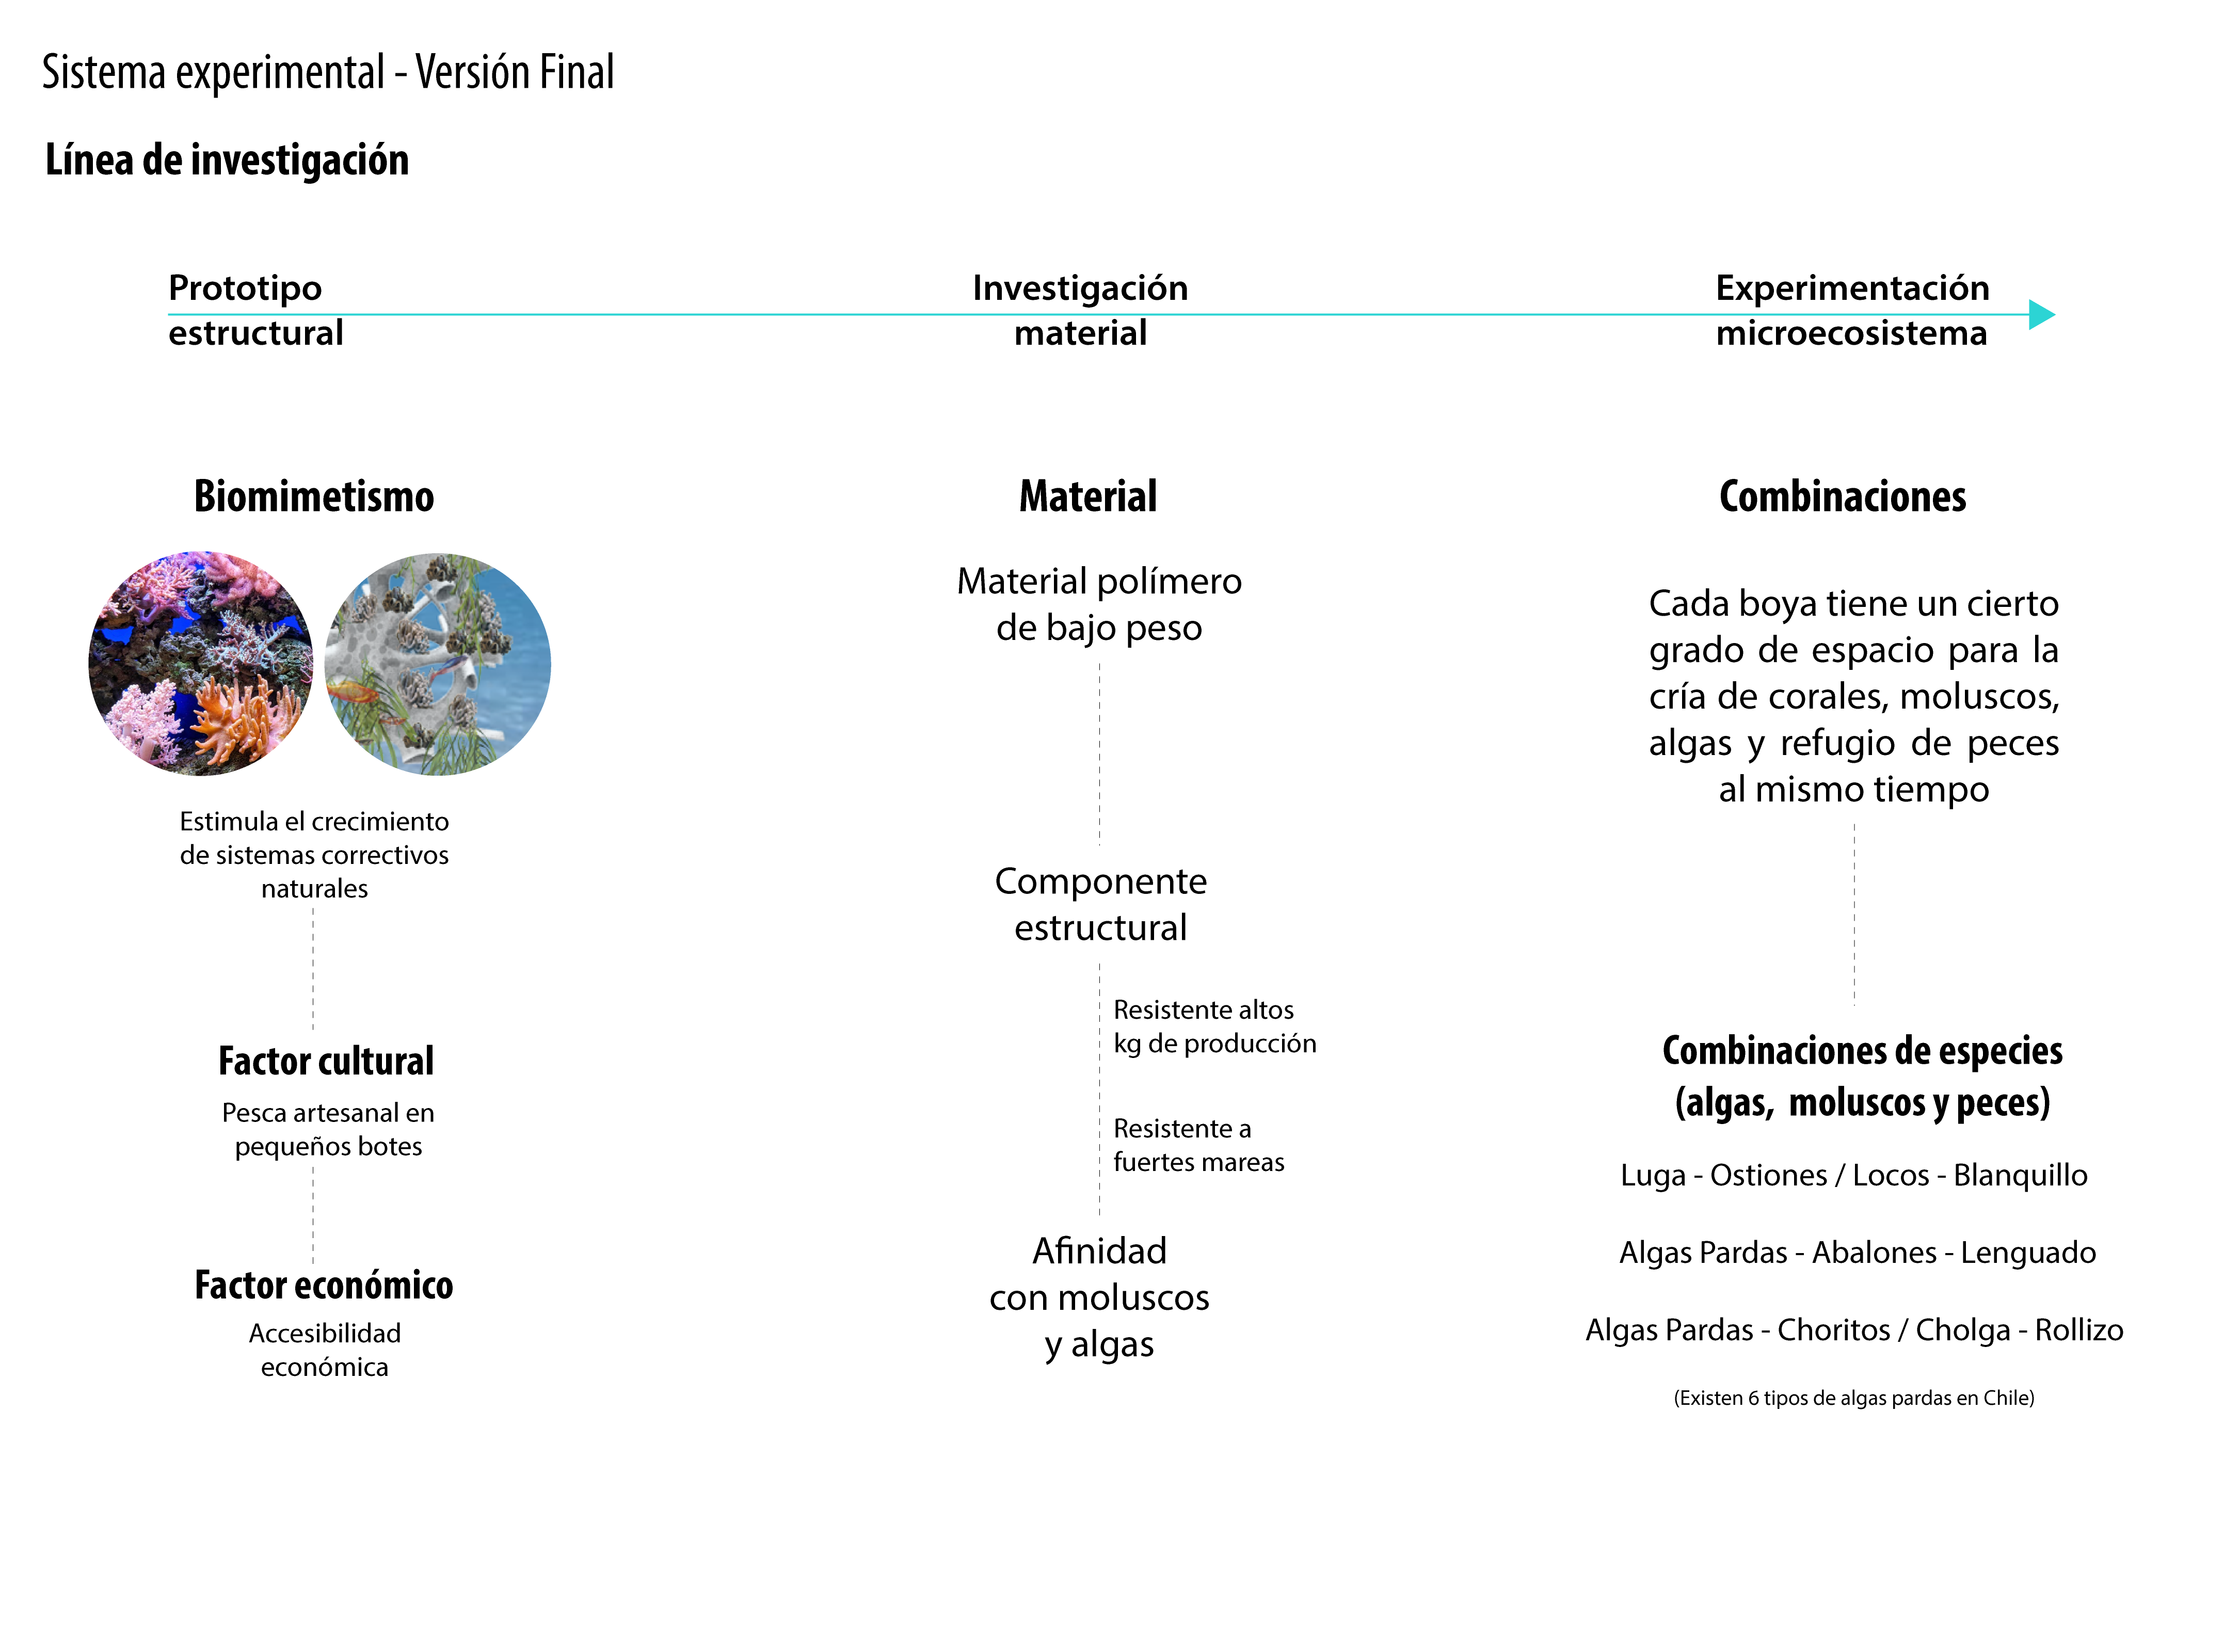 Sistema experimental - Versión Final
Línea de investigación
Prototipo
estructural
Investigación
material
Experimentación
microecosistema
Biomimetismo
Estimula el crecimiento
de sistemas correctivos
naturales
Factor cultural
Pesca artesanal en
pequeños botes
Factor económico
Accesibilidad
económica
Material
Material polímero
de bajo peso
Componente
estructural
Resistente altos
kg de producción
Resistente a
fuertes mareas
Afinidad
con moluscos
y algas
Combinaciones
Cada boya tiene un cierto
grado de espacio para la
cría de corales, moluscos,
algas y refugio de peces
al mismo tiempo
Combinaciones de especies
(algas, moluscos y peces)
Luga - Ostiones / Locos - Blanquillo
Algas Pardas - Abalones - Lenguado
Algas Pardas - Choritos / Cholga - Rollizo
(Existen 6 tipos de algas pardas en Chile)